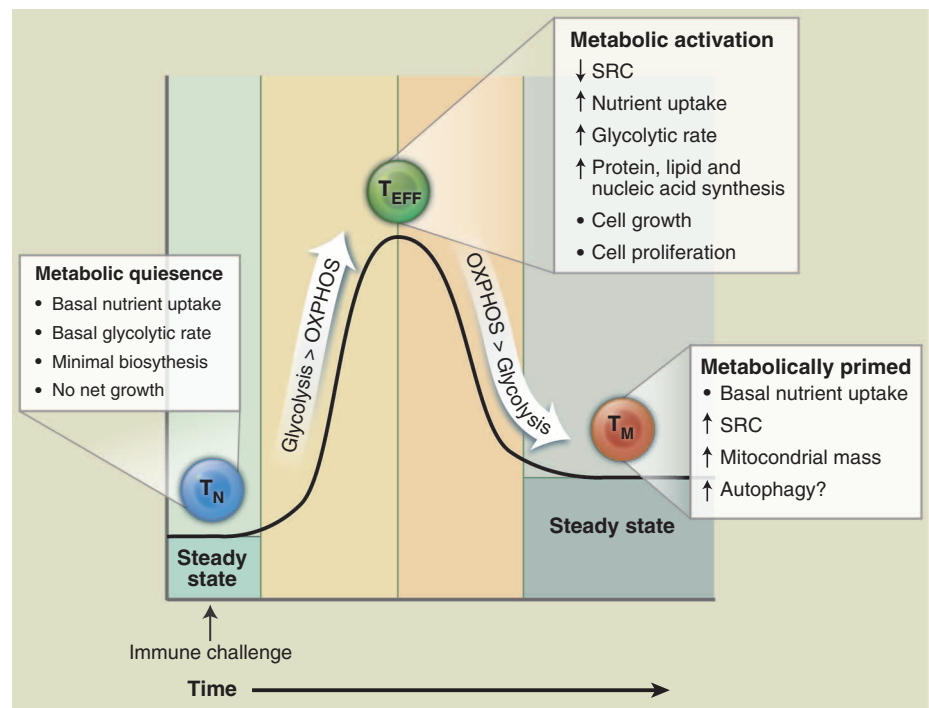 Metabolic activation
↓ SRC
↑ Nutrient uptake
↑ Glycolytic rate
↑ Protein, lipid and
nucleic acid synthesis
• Cell growth
• Cell proliferation
TEFF
Metabolic quiesence
• Basal nutrient uptake
• Basal glycolytic rate
• Minimal biosythesis
• No net growth
Glycolysis > OXPHOS
OXPHOS > Glycolysis
Metabolically primed
• Basal nutrient uptake
↑ SRC
↑ Mitocondrial mass
↑ Autophagy?
TM
TN
Steady
state
Steady state
Immune challenge
Time